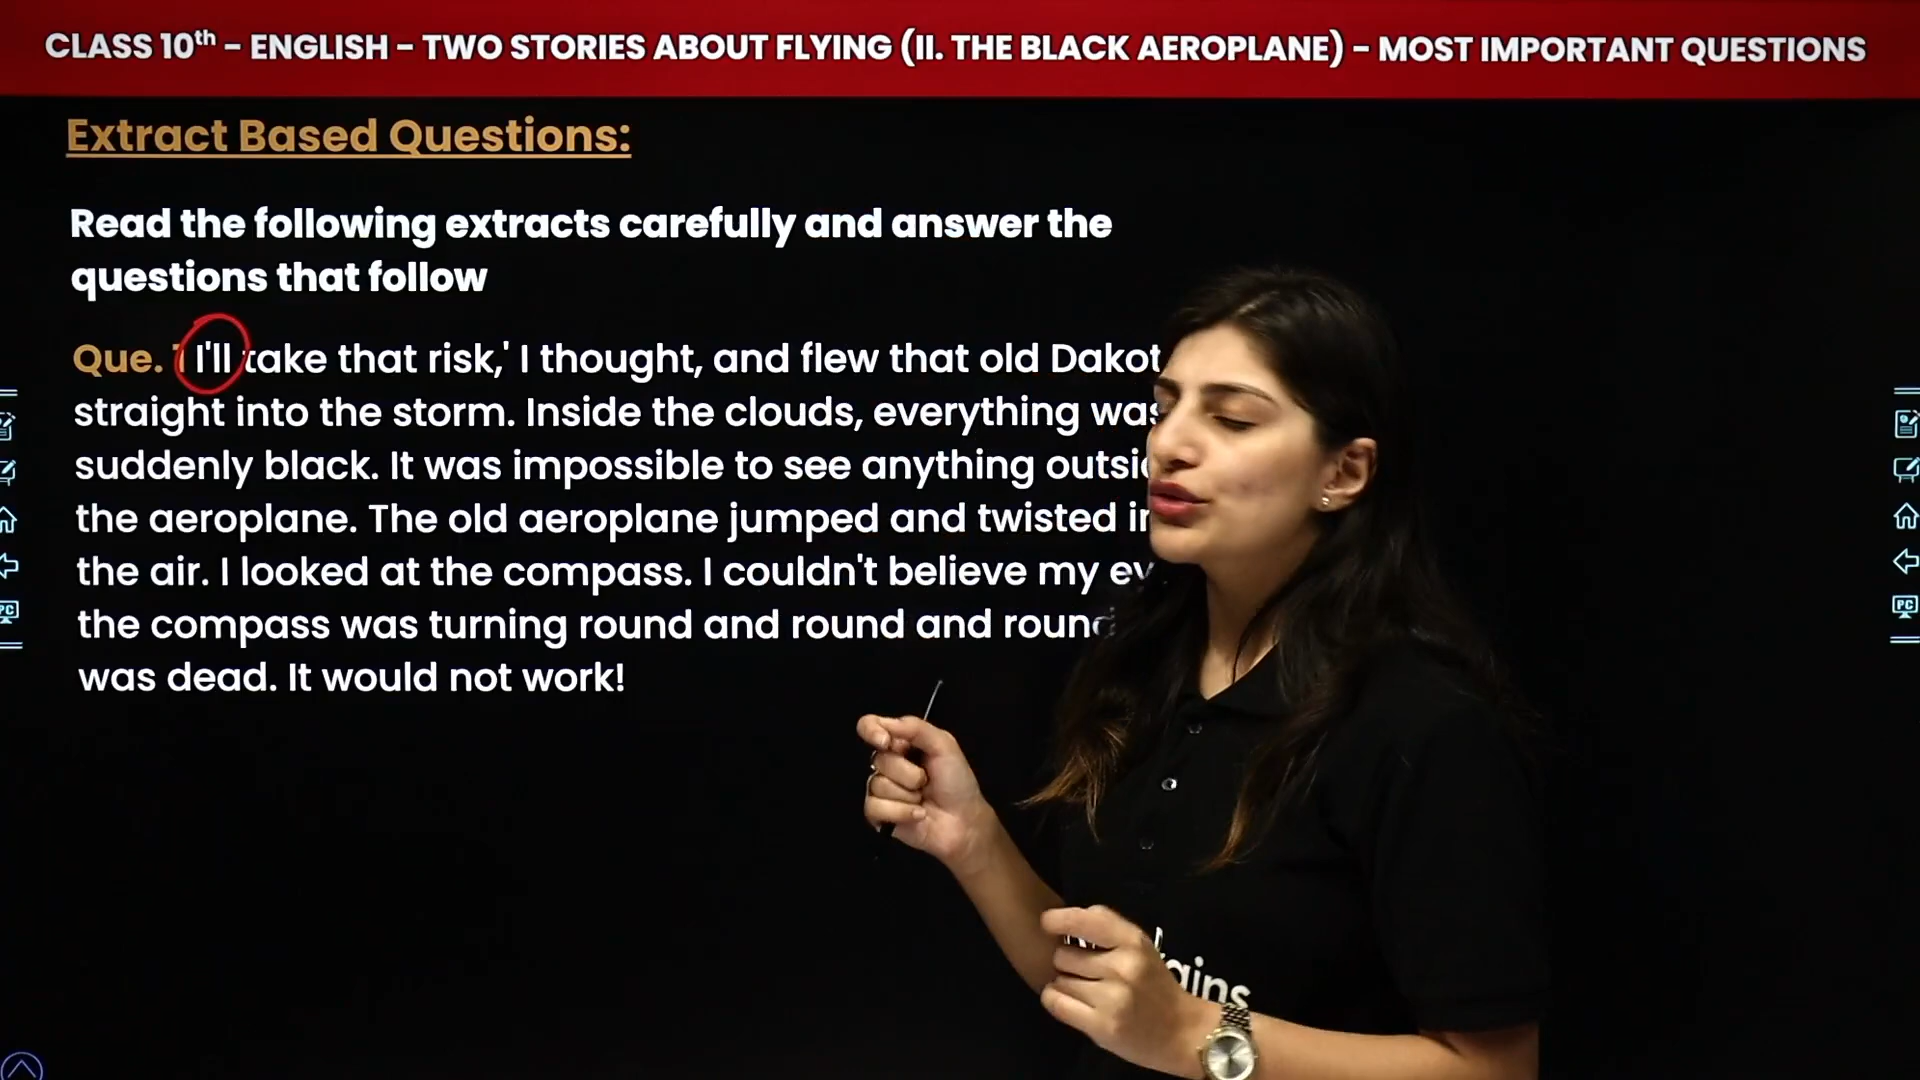 CLASS 10th – ENGLISH – TWO STORIES ABOUT FLYING (II. THE BLACK AEROPLANE) – MOST IMPORTANT QUESTIONS
Extract Based Questions:
Read the following extracts carefully and answer the
questions that follow
Que. 1 I'll take that risk,' I thought, and flew that old
straight into the storm. Inside the clouds, everything
suddenly black. It was impossible to see anything
the aeroplane. The old aeroplane jumped and twisted
the air. I looked at the compass. I couldn't believe my
the compass was turning round and round and
was dead. It would not work!
PC
PC